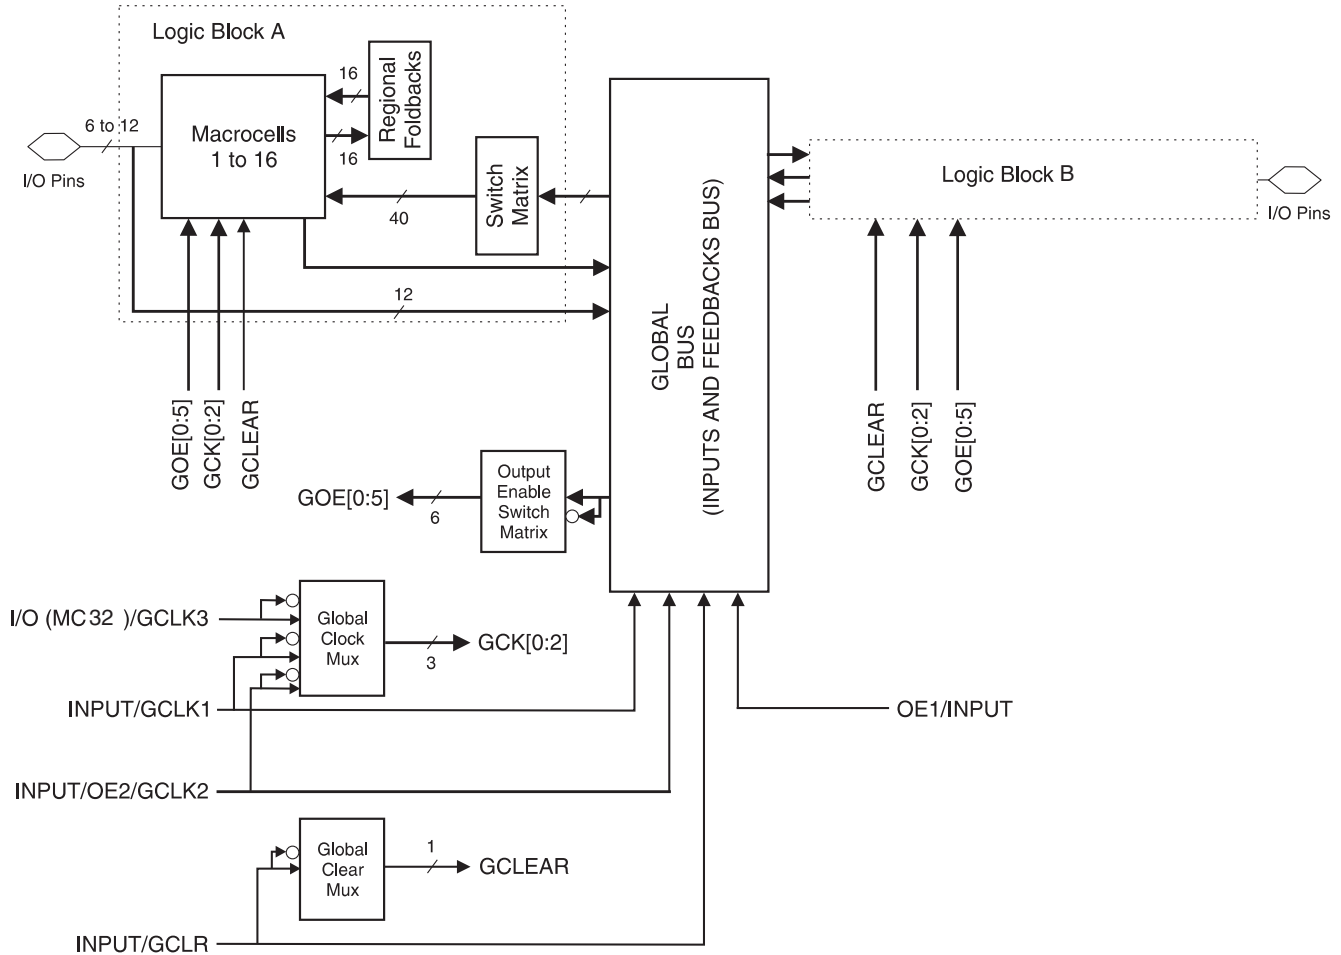 Logic Block A
16
Regional
Foldbacks
6 to 12
Macrocells
1 to 16
16
I/O Pins
Switch
Matrix
40
12
GOE[0:5]
GCK[0:2]
GCLEAR
GLOBAL
BUS
(INPUTS AND FEEDBACKS BUS)
Logic Block B
I/O Pins
GCLEAR
GCK[0:2]
GOE[0:5]
GOE[0:5]
6
Output
Enable
Switch
Matrix
I/O (MC32 )/GCLK3
Global
Clock
Mux
3
GCK[0:2]
INPUT/GCLK1
OE1/INPUT
INPUT/OE2/GCLK2
Global
Clear
Mux
1
GCLEAR
INPUT/GCLR